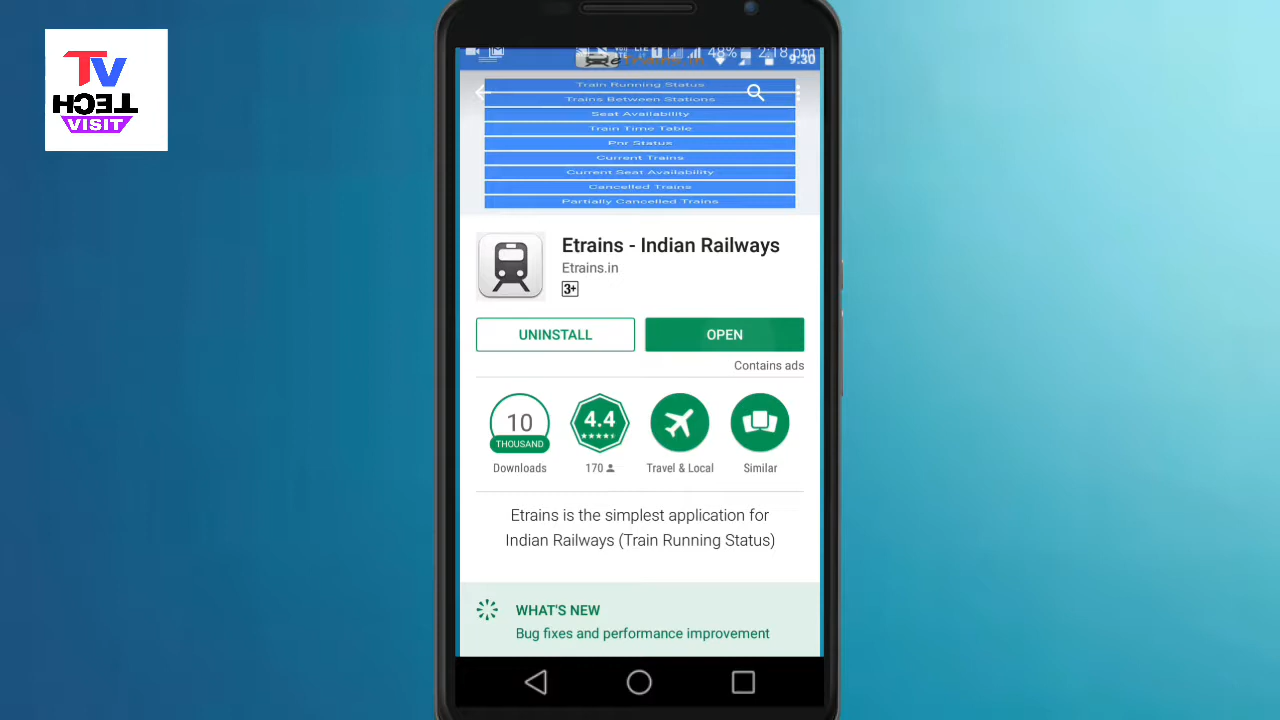 TV
TECH
VISIT
48% 2:18 pm
9:30
Train Running Status
Trains Between Stations
Seat Availability
Train Time Table
Pnr Status
Current Trains
Current Seat Availability
Cancelled Trains
Partially Cancelled Trains
Etrains - Indian Railways
Etrains.in
3+
UNINSTALL
OPEN
Contains ads
10
THOUSAND
4.4
Downloads
170
Travel & Local
Similar
Etrains is the simplest application for
Indian Railways (Train Running Status)
WHAT'S NEW
Bug fixes and performance improvement